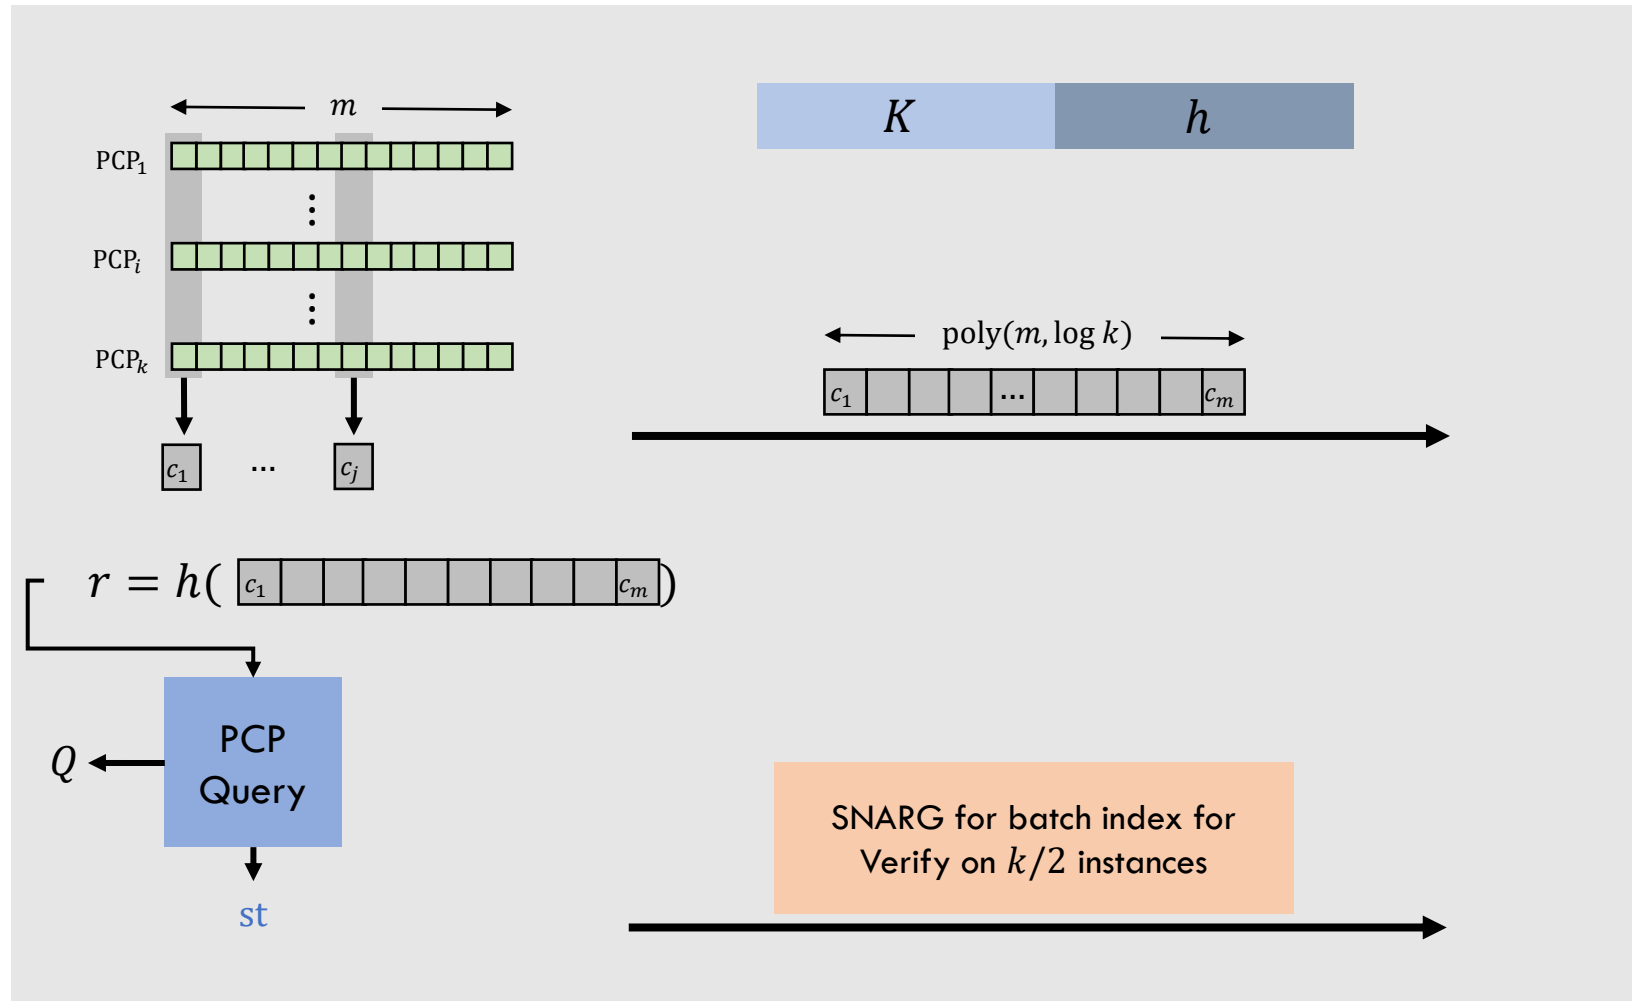 m
K
h
PCP₁
⋮
PCPᵢ
⋮
PCPₖ
poly(m, log k)
c₁ ... cₘ
c₁ ... cⱼ
r = h( c₁ cₘ )
PCP
Query
Q
st
SNARG for batch index for
Verify on k/2 instances